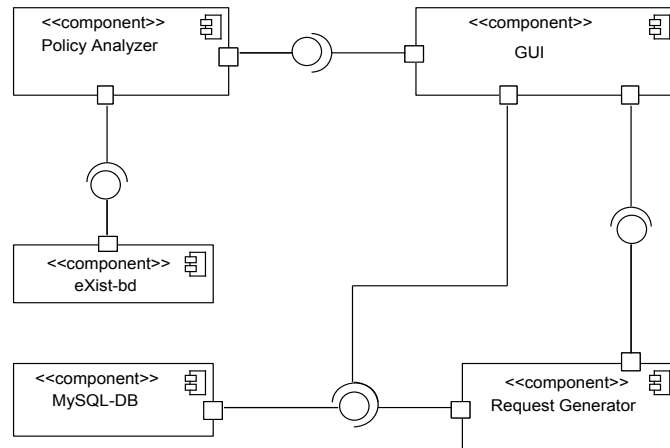 <<component>>
Policy Analyzer
<<component>>
GUI
<<component>>
eXist-bd
<<component>>
MySQL-DB
<<component>>
Request Generator